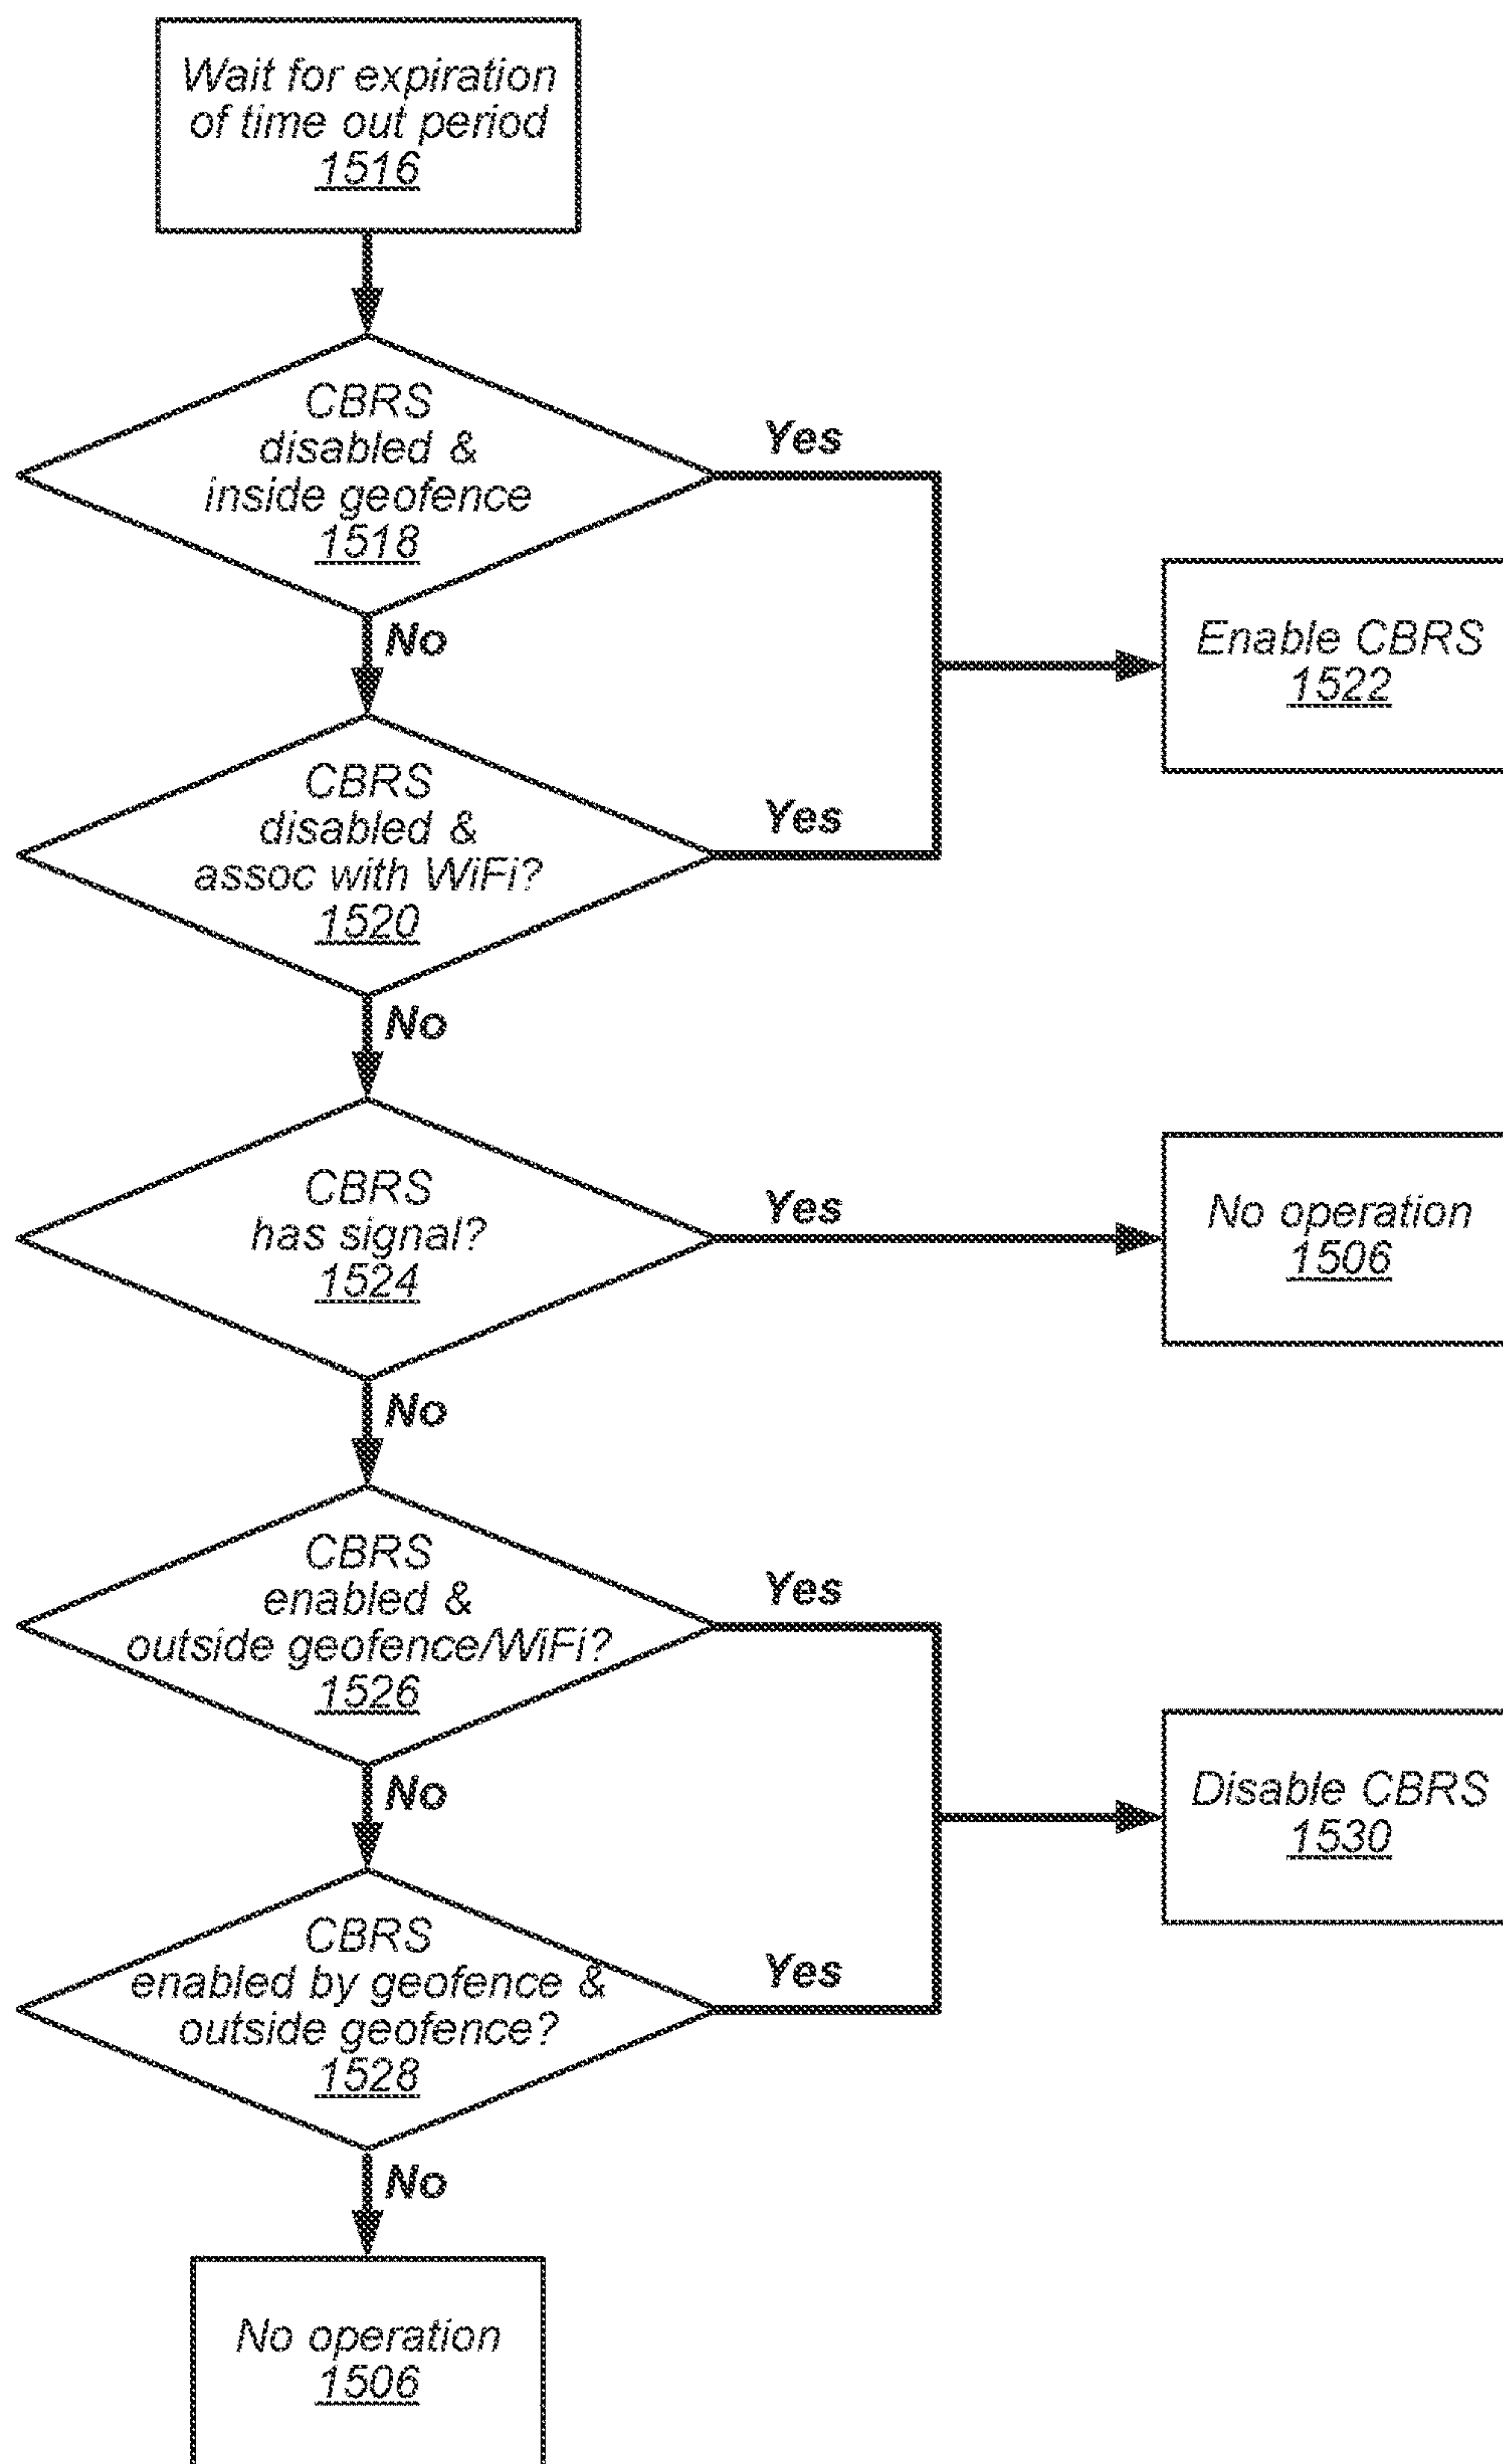 Wait for expiration
of time out period
1516
CBRS
disabled &
inside geofence
1518
Yes
No
Enable CBRS
1522
CBRS
disabled &
assoc with WiFi?
1520
Yes
No
CBRS
has signal?
1524
Yes
No operation
1506
No
CBRS
enabled &
outside geofence/WiFi?
1526
Yes
No
Disable CBRS
1530
CBRS
enabled by geofence &
outside geofence?
1528
Yes
No
No operation
1506